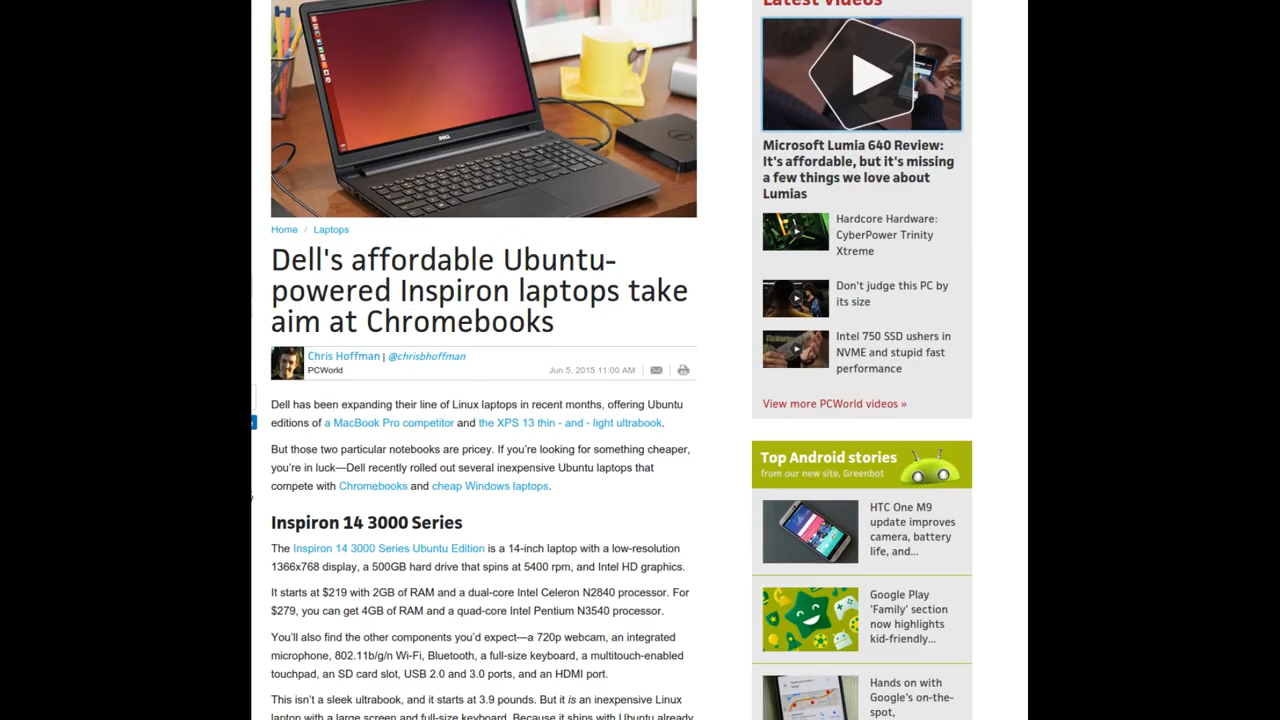 DELL
Home / Laptops
Dell's affordable Ubuntu-
powered Inspiron laptops take
aim at Chromebooks
Chris Hoffman | @chrisbhoffman
PCWorld
Jun 5, 2015 11:00 AM
Dell has been expanding their line of Linux laptops in recent months, offering Ubuntu
editions of a MacBook Pro competitor and the XPS 13 thin - and - light ultrabook.
But those two particular notebooks are pricey. If you’re looking for something cheaper,
you’re in luck—Dell recently rolled out several inexpensive Ubuntu laptops that
compete with Chromebooks and cheap Windows laptops.
Inspiron 14 3000 Series
The Inspiron 14 3000 Series Ubuntu Edition is a 14-inch laptop with a low-resolution
1366x768 display, a 500GB hard drive that spins at 5400 rpm, and Intel HD graphics.
It starts at $219 with 2GB of RAM and a dual-core Intel Celeron N2840 processor. For
$279, you can get 4GB of RAM and a quad-core Intel Pentium N3540 processor.
You’ll also find the other components you’d expect—a 720p webcam, an integrated
microphone, 802.11b/g/n Wi-Fi, Bluetooth, a full-size keyboard, a multitouch-enabled
touchpad, an SD card slot, USB 2.0 and 3.0 ports, and an HDMI port.
This isn’t a sleek ultrabook, and it starts at 3.9 pounds. But it is an inexpensive Linux
laptop with a large screen and full-size keyboard. Because it ships with Ubuntu already
Latest Videos
Microsoft Lumia 640 Review:
It's affordable, but it's missing
a few things we love about
Lumias
Hardcore Hardware:
CyberPower Trinity
Xtreme
Don't judge this PC by
its size
Intel 750 SSD ushers in
NVME and stupid fast
performance
View more PCWorld videos »
Top Android stories
from our new site, Greenbot
HTC One M9
update improves
camera, battery
life, and...
Google Play
'Family' section
now highlights
kid-friendly...
Hands on with
Google's on-the-
spot,